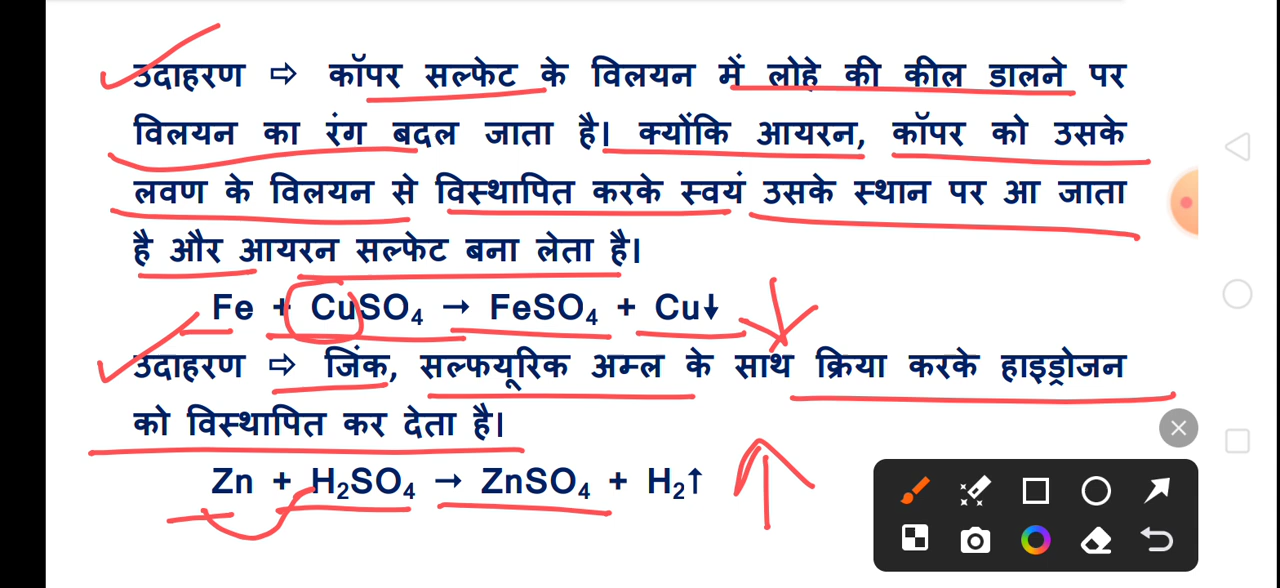 उदाहरण ⇨ कॉपर सल्फेट के विलयन में लोहे की कील डालने पर
विलयन का रंग बदल जाता है। क्योंकि आयरन, कॉपर को उसके
लवण के विलयन से विस्थापित करके स्वयं उसके स्थान पर आ जाता
है और आयरन सल्फेट बना लेता है।
Fe + CuSO₄ → FeSO₄ + Cu↓
उदाहरण ⇨ जिंक, सल्फयूरिक अम्ल के साथ क्रिया करके हाइड्रोजन
को विस्थापित कर देता है।
Zn + H₂SO₄ → ZnSO₄ + H₂↑